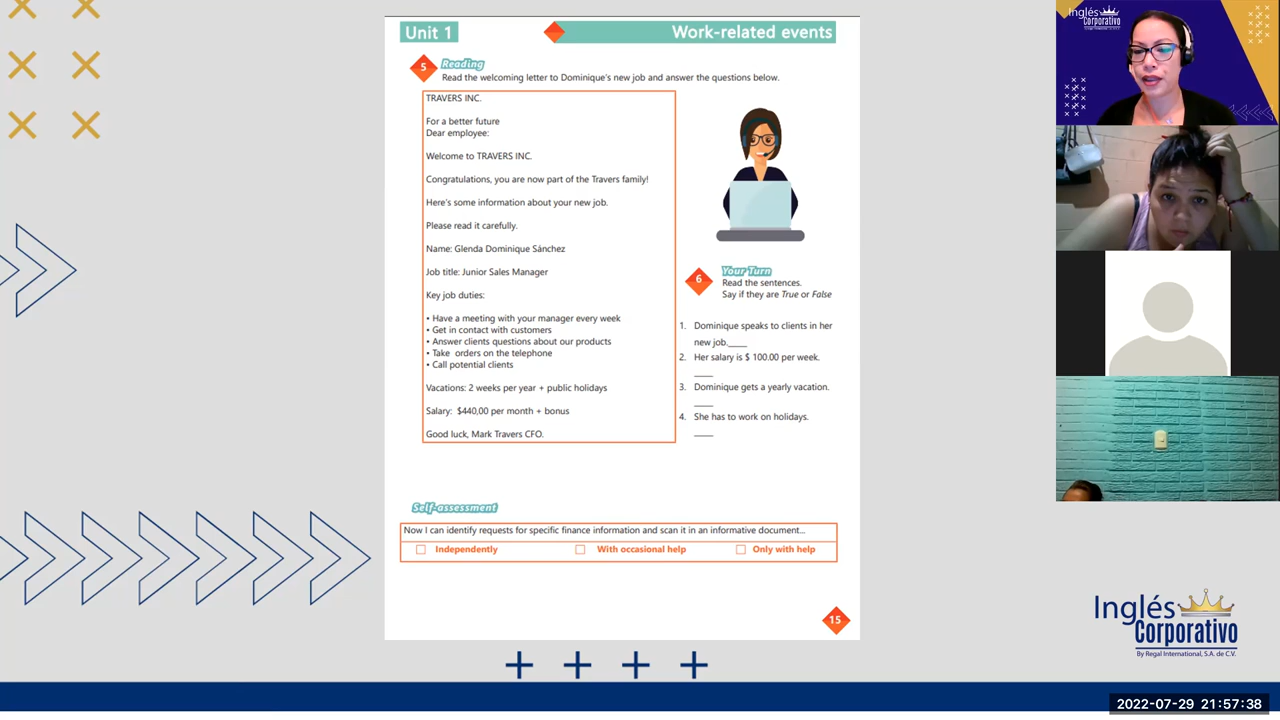 Unit 1
Work-related events
5
Reading
Read the welcoming letter to Dominique's new job and answer the questions below.
TRAVERS INC.
For a better future
Dear employee:
Welcome to TRAVERS INC.
Congratulations, you are now part of the Travers family!
Here's some information about your new job.
Please read it carefully.
Name: Glenda Dominique Sánchez
Job title: Junior Sales Manager
Key job duties:
• Have a meeting with your manager every week
• Get in contact with customers
• Answer clients questions about our products
• Take orders on the telephone
• Call potential clients
Vacations: 2 weeks per year + public holidays
Salary: $440,00 per month + bonus
Good luck, Mark Travers CFO.
6
Your Turn
Read the sentences.
Say if they are True or False
1. Dominique speaks to clients in her
new job.____
2. Her salary is $ 100.00 per week.
____
3. Dominique gets a yearly vacation.
____
4. She has to work on holidays.
____
Self-assessment
Now I can identify requests for specific finance information and scan it in an informative document...
Independently
With occasional help
Only with help
15
Inglés
Corporativo
Inglés
Corporativo
By Regal International, S.A. de C.V.
2022-07-29 21:57:38